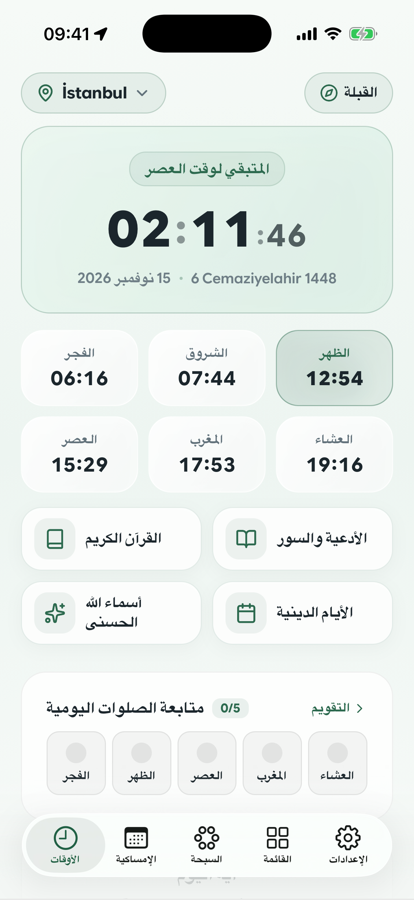 09:41
İstanbul
القبلة
المتبقي لوقت العصر
02:11:46
15 نوفمبر 2026 · 6 Cemaziyelahir 1448
الفجر
06:16
الشروق
07:44
الظهر
12:54
العصر
15:29
المغرب
17:53
العشاء
19:16
القرآن الكريم
الأدعية والسور
أسماء الله
الحسنى
الأيام الدينية
متابعة الصلوات اليومية 0/5
التقويم
الفجر
الظهر
العصر
المغرب
العشاء
الأوقات
الإمساكية
السبحة
القائمة
الإعدادات